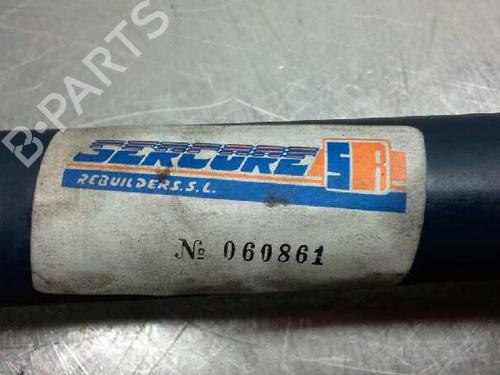 SERCORE SR
REBUILDERS.S.L.
№ 060861
B-PARTS